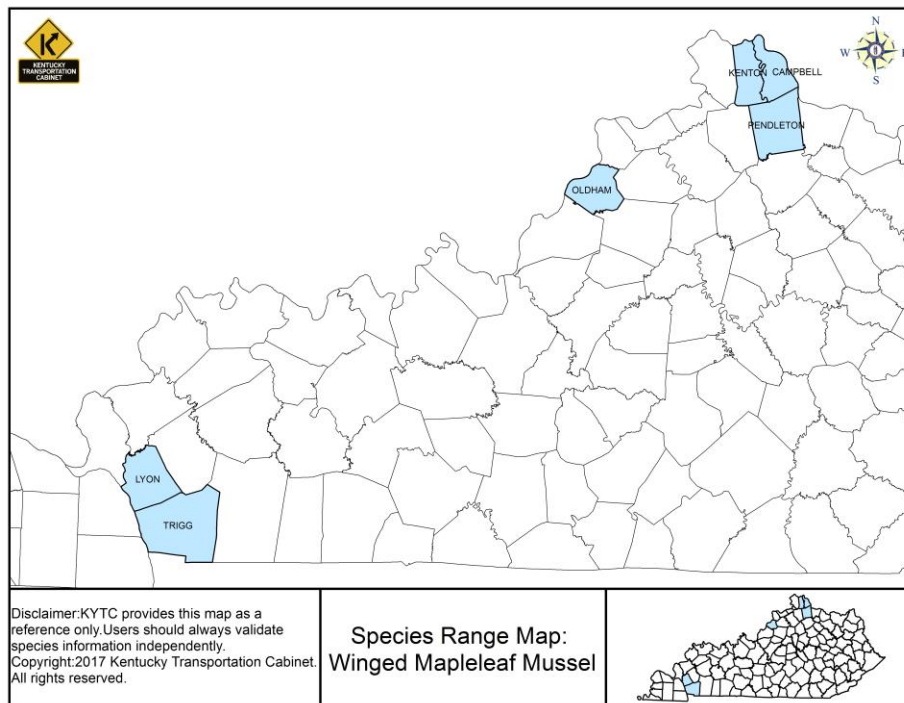 KENTUCKY
TRANSPORTATION
CABINET
N
W
E
S
KENTON
CAMPBELL
PENDLETON
OLDHAM
LYON
TRIGG
Disclaimer:KYTC provides this map as a
reference only.Users should always validate
species information independently.
Copyright:2017 Kentucky Transportation Cabinet.
All rights reserved.
Species Range Map:
Winged Mapleleaf Mussel